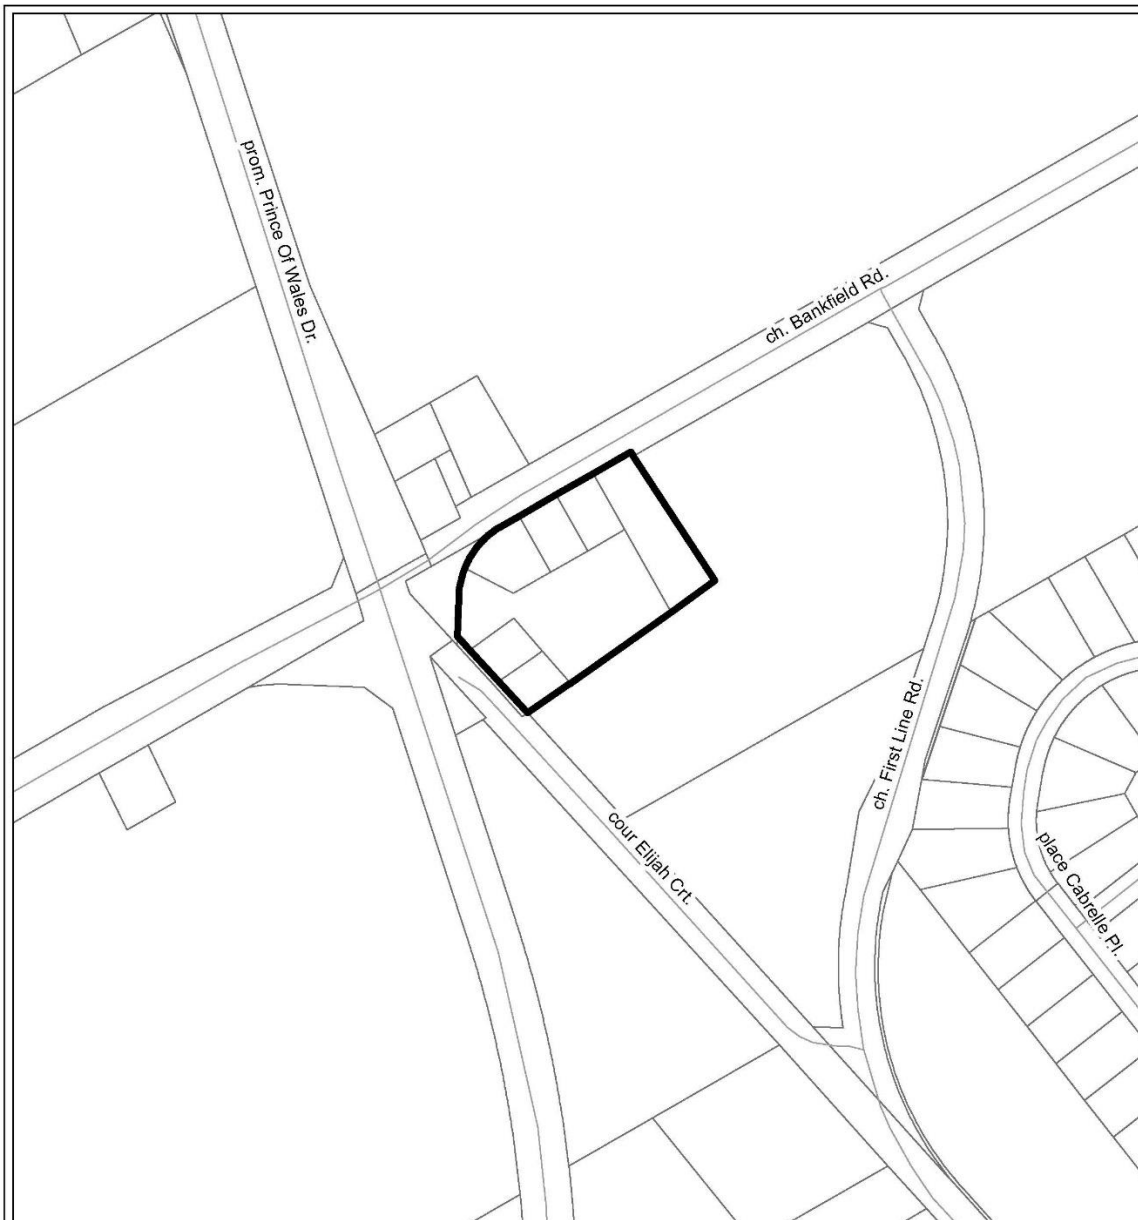 prom. Prince Of Wales Dr.
ch. Bankfield Rd.
ch. First Line Rd.
cour Elijah Crt.
place Cabrelle Pl.